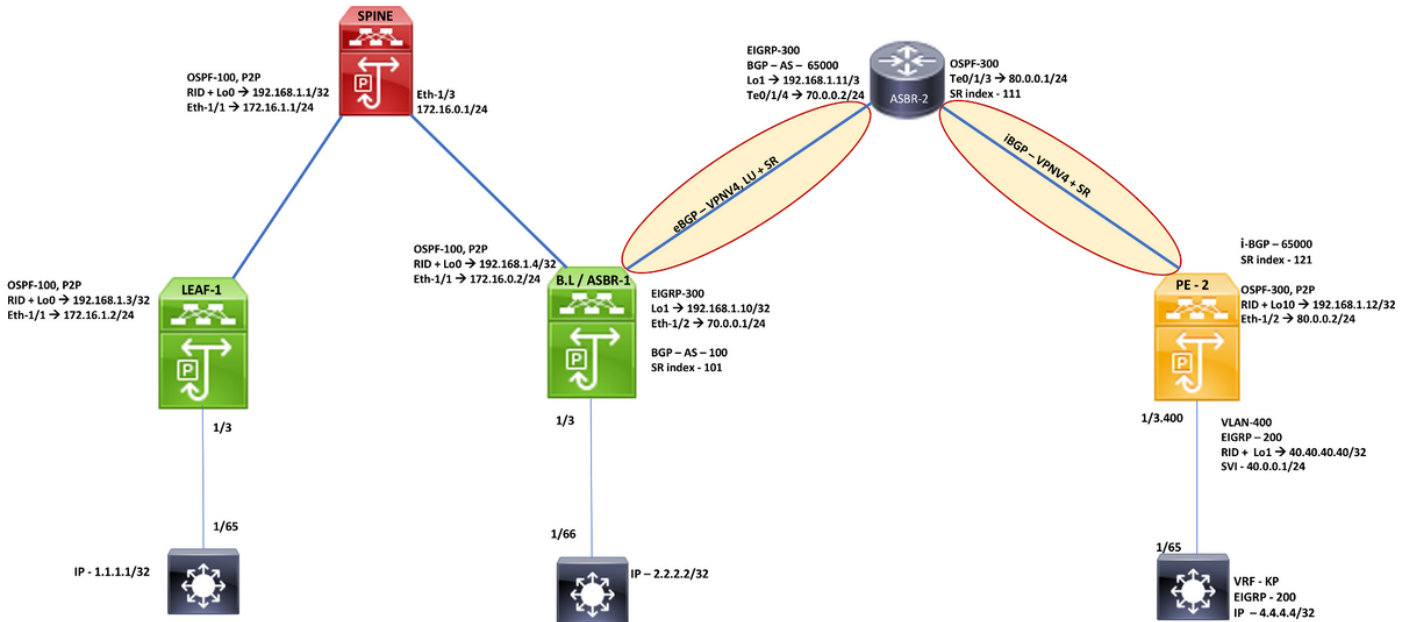 SPINE
OSPF-100, P2P
RID + Lo0 → 192.168.1.1/32
Eth-1/1 → 172.16.1.1/24
Eth-1/3
172.16.0.1/24
EIGRP-300
BGP – AS – 65000
Lo1 → 192.168.1.11/3
Te0/1/4 → 70.0.0.2/24
ASBR-2
OSPF-300
Te0/1/3 → 80.0.0.1/24
SR index - 111
eBGP – VPNV4, LU + SR
iBGP – VPNV4 + SR
OSPF-100, P2P
RID + Lo0 → 192.168.1.3/32
Eth-1/1 → 172.16.1.2/24
LEAF-1
P
1/3
1/65
IP - 1.1.1.1/32
OSPF-100, P2P
RID + Lo0 → 192.168.1.4/32
Eth-1/1 → 172.16.0.2/24
B.L / ASBR-1
P
EIGRP-300
Lo1 → 192.168.1.10/32
Eth-1/2 → 70.0.0.1/24
BGP – AS – 100
SR index - 101
1/3
1/66
IP – 2.2.2.2/32
i-BGP – 65000
SR index - 121
PE - 2
P
OSPF-300, P2P
RID + Lo10 → 192.168.1.12/32
Eth-1/2 → 80.0.0.2/24
1/3.400
VLAN-400
EIGRP – 200
RID + Lo1 → 40.40.40.40/32
SVI - 40.0.0.1/24
1/65
VRF - KP
EIGRP - 200
IP – 4.4.4.4/32
P